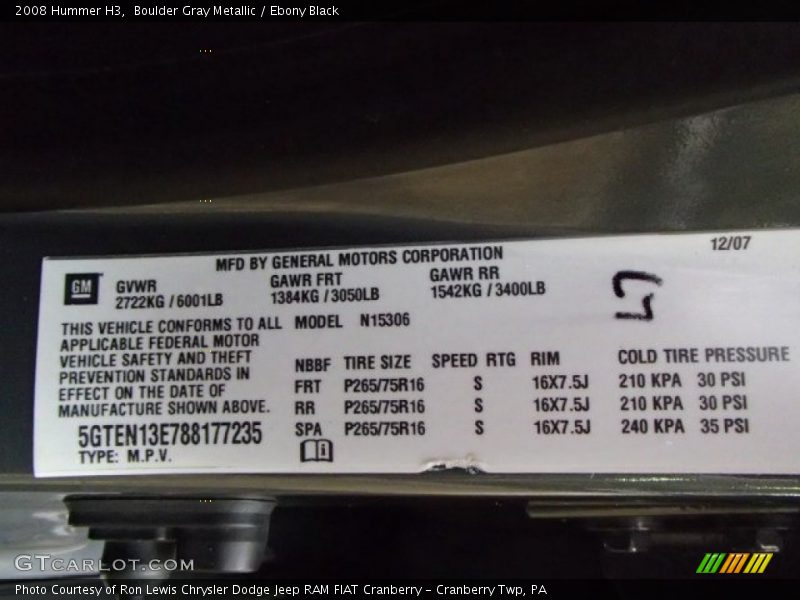 2008 Hummer H3, Boulder Gray Metallic / Ebony Black
12/07
MFD BY GENERAL MOTORS CORPORATION
GM
GVWR GAWR FRT GAWR RR
2722KG / 6001LB 1384KG / 3050LB 1542KG / 3400LB
THIS VEHICLE CONFORMS TO ALL
APPLICABLE FEDERAL MOTOR
VEHICLE SAFETY AND THEFT
PREVENTION STANDARDS IN
EFFECT ON THE DATE OF
MANUFACTURE SHOWN ABOVE.
5GTEN13E788177235
TYPE: M.P.V.
MODEL N15306
NBBF TIRE SIZE SPEED RTG RIM COLD TIRE PRESSURE
FRT P265/75R16 S 16X7.5J 210 KPA 30 PSI
RR P265/75R16 S 16X7.5J 210 KPA 30 PSI
SPA P265/75R16 S 16X7.5J 240 KPA 35 PSI
GTCARLOT.COM
Photo Courtesy of Ron Lewis Chrysler Dodge Jeep RAM FIAT Cranberry - Cranberry Twp, PA